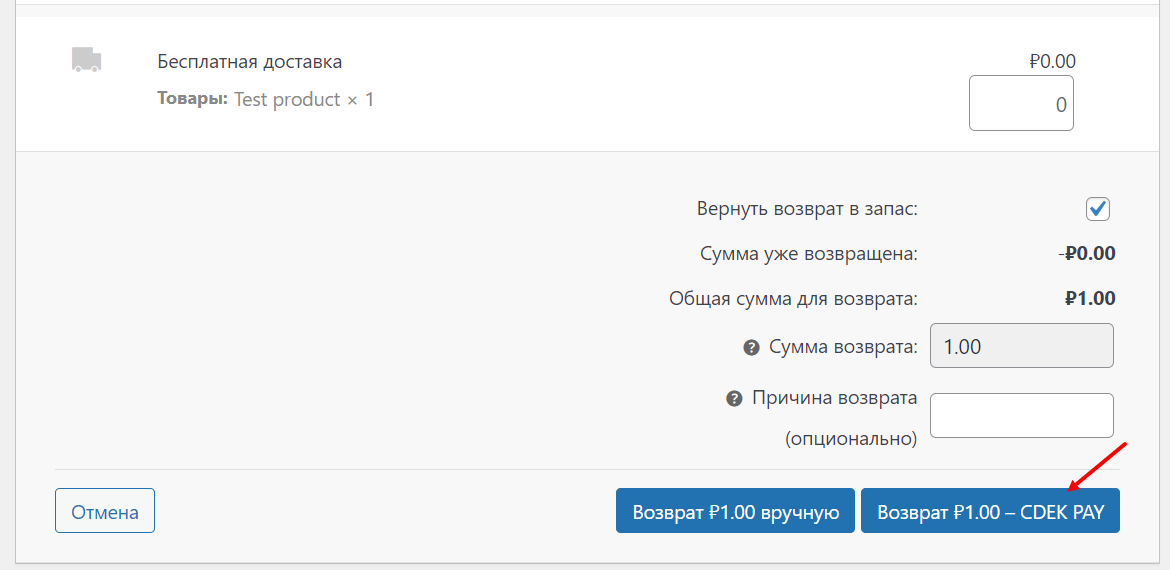 Бесплатная доставка ₽0.00
Товары: Test product × 1 0
Вернуть возврат в запас:
Сумма уже возвращена: -₽0.00
Общая сумма для возврата: ₽1.00
? Сумма возврата: 1.00
? Причина возврата
(опционально)
Отмена Возврат ₽1.00 вручную Возврат ₽1.00 – CDEK PAY